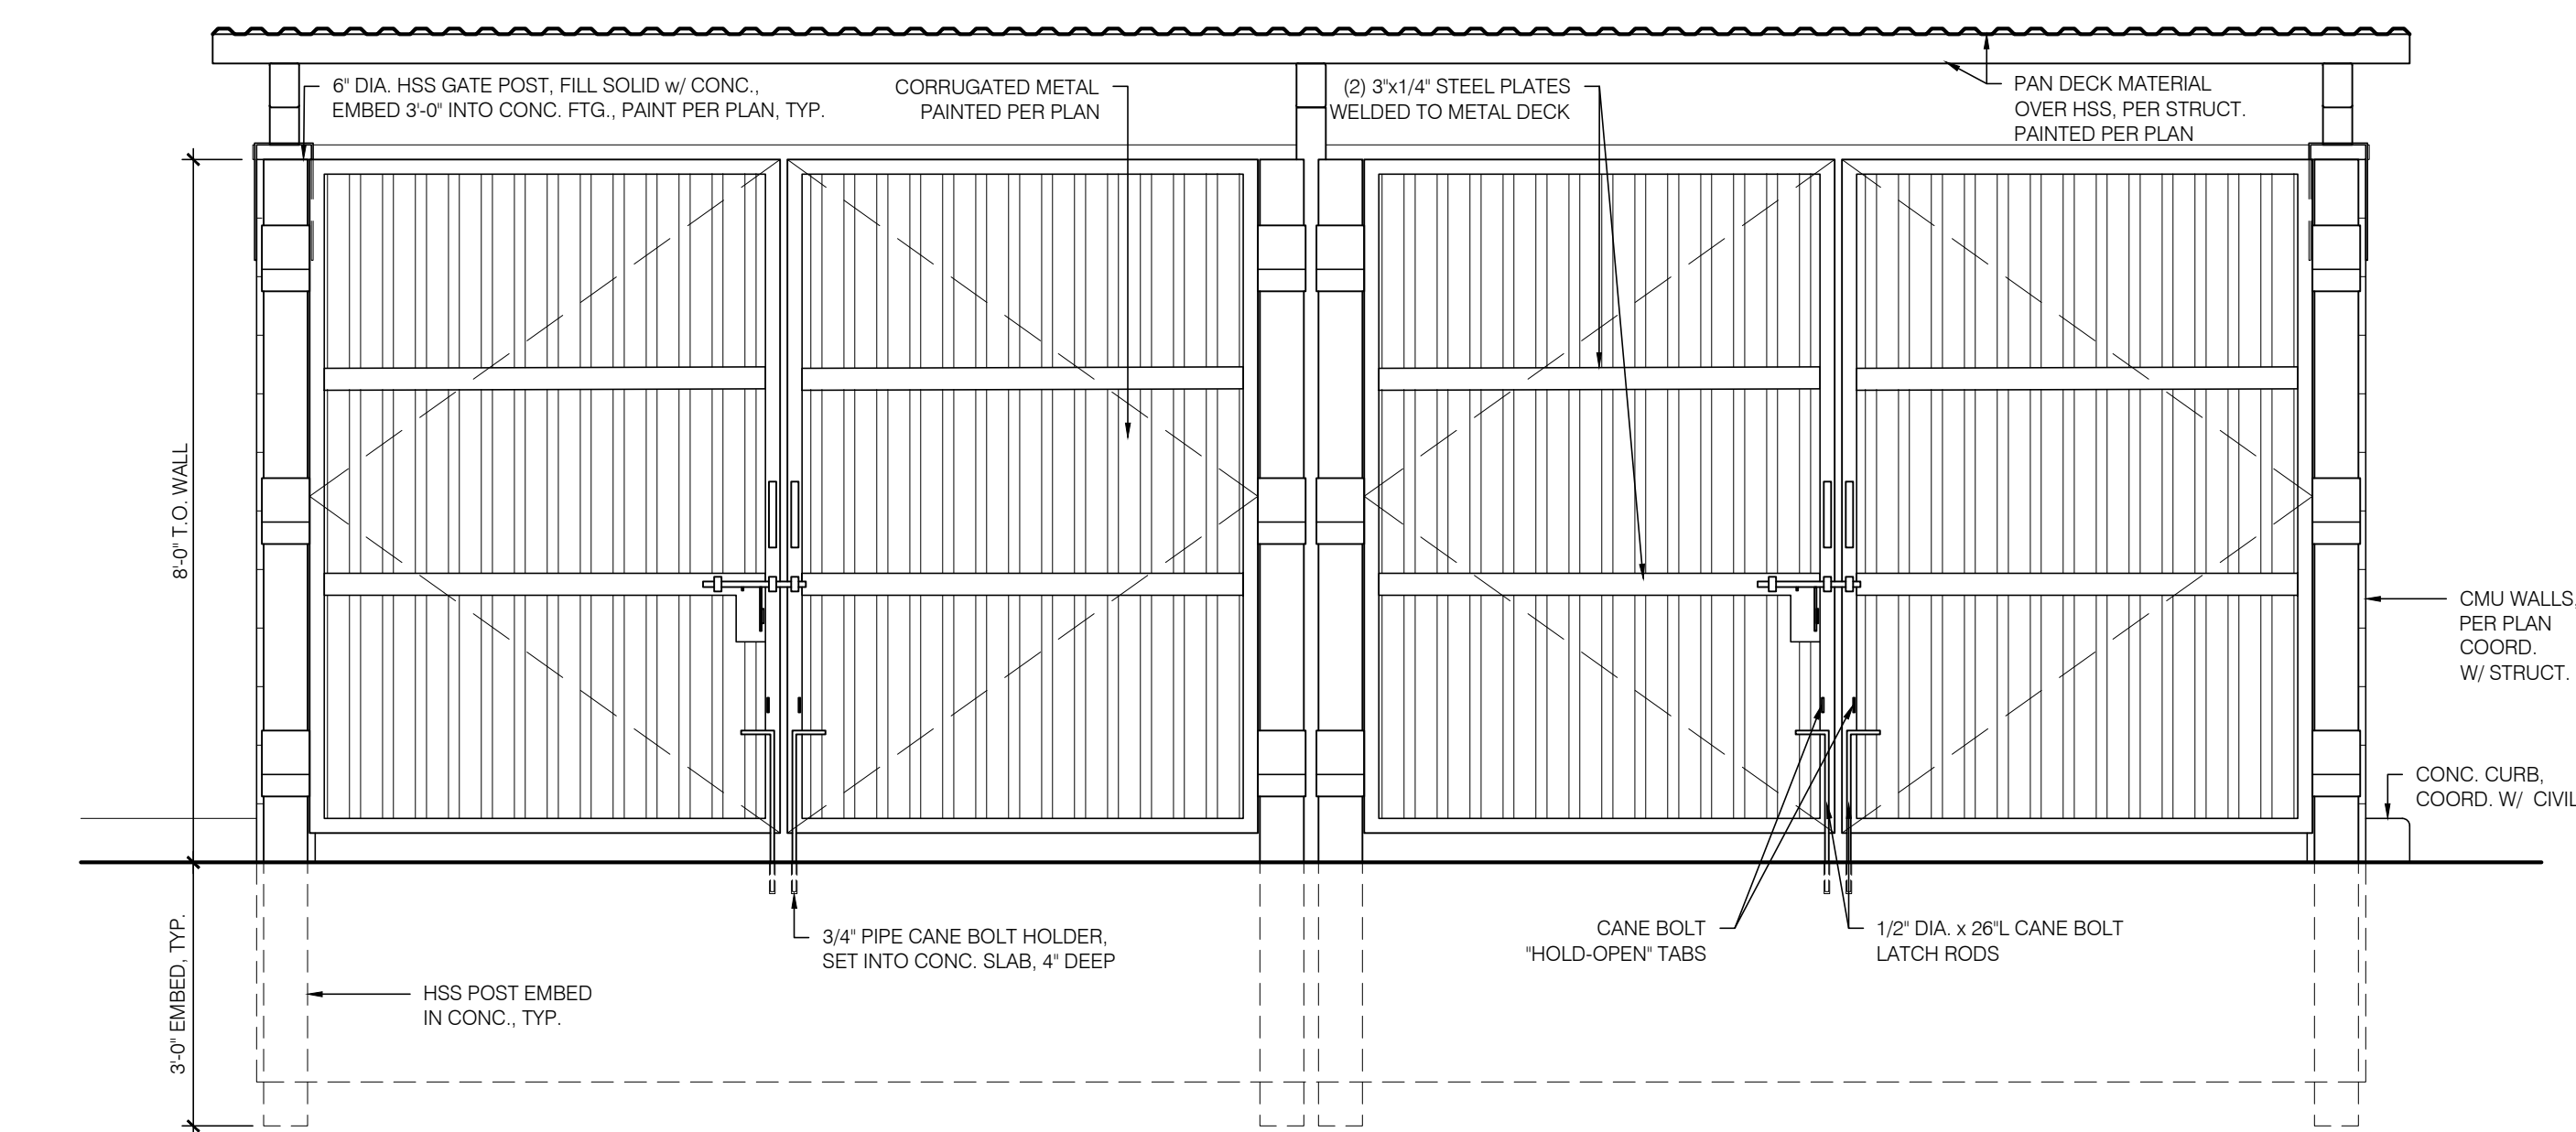 6" DIA. HSS GATE POST, FILL SOLID w/ CONC.,
EMBED 3'-0" INTO CONC. FTG., PAINT PER PLAN, TYP.
CORRUGATED METAL
PAINTED PER PLAN
(2) 3"x1/4" STEEL PLATES
WELDED TO METAL DECK
PAN DECK MATERIAL
OVER HSS, PER STRUCT.
PAINTED PER PLAN
8'-0" T.O. WALL
CMU WALLS,
PER PLAN
COORD.
W/ STRUCT.
CONC. CURB,
COORD. W/ CIVIL
3'-0" EMBED, TYP.
3/4" PIPE CANE BOLT HOLDER,
SET INTO CONC. SLAB, 4" DEEP
HSS POST EMBED
IN CONC., TYP.
CANE BOLT
"HOLD-OPEN" TABS
1/2" DIA. x 26"L CANE BOLT
LATCH RODS